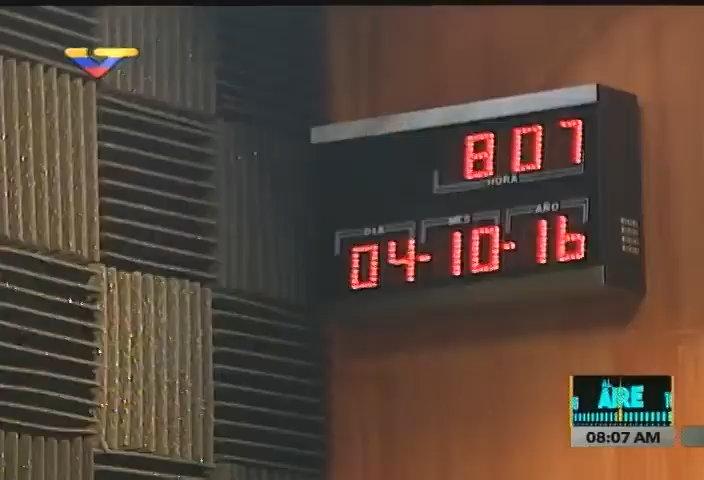 8:07
HORA
DIA MES AÑO
04-10-16
AL
AIRE
08:07 AM